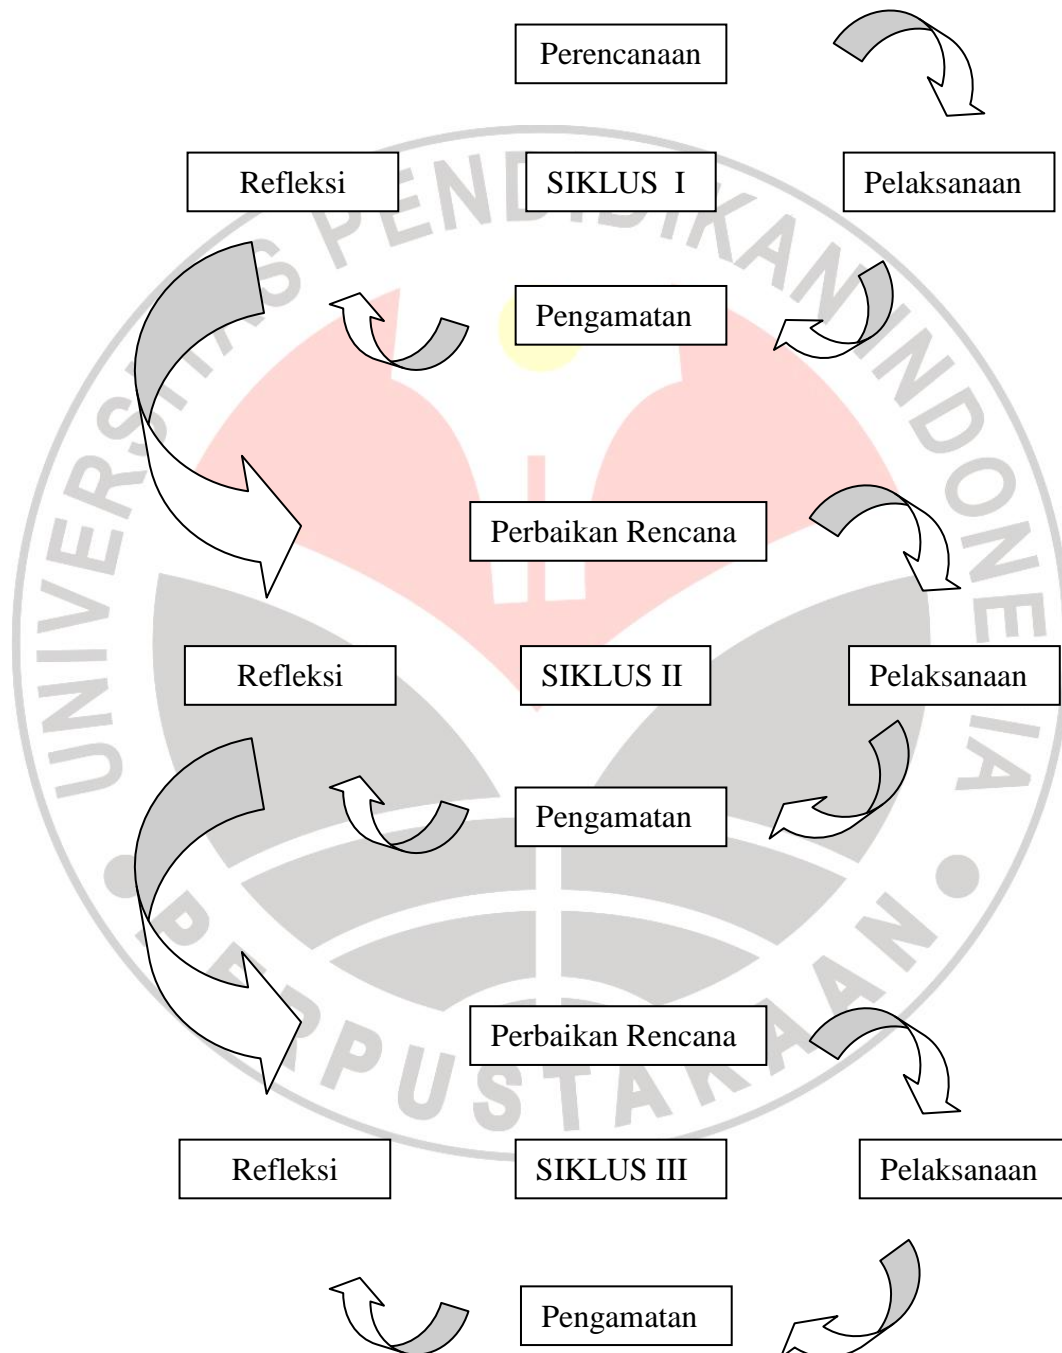 Perencanaan
Refleksi
SIKLUS I
Pelaksanaan
Pengamatan
Perbaikan Rencana
Refleksi
SIKLUS II
Pelaksanaan
Pengamatan
Perbaikan Rencana
Refleksi
SIKLUS III
Pelaksanaan
Pengamatan
UNIVERSITAS PENDIDIKAN INDONESIA
PERPUSTAKAAN